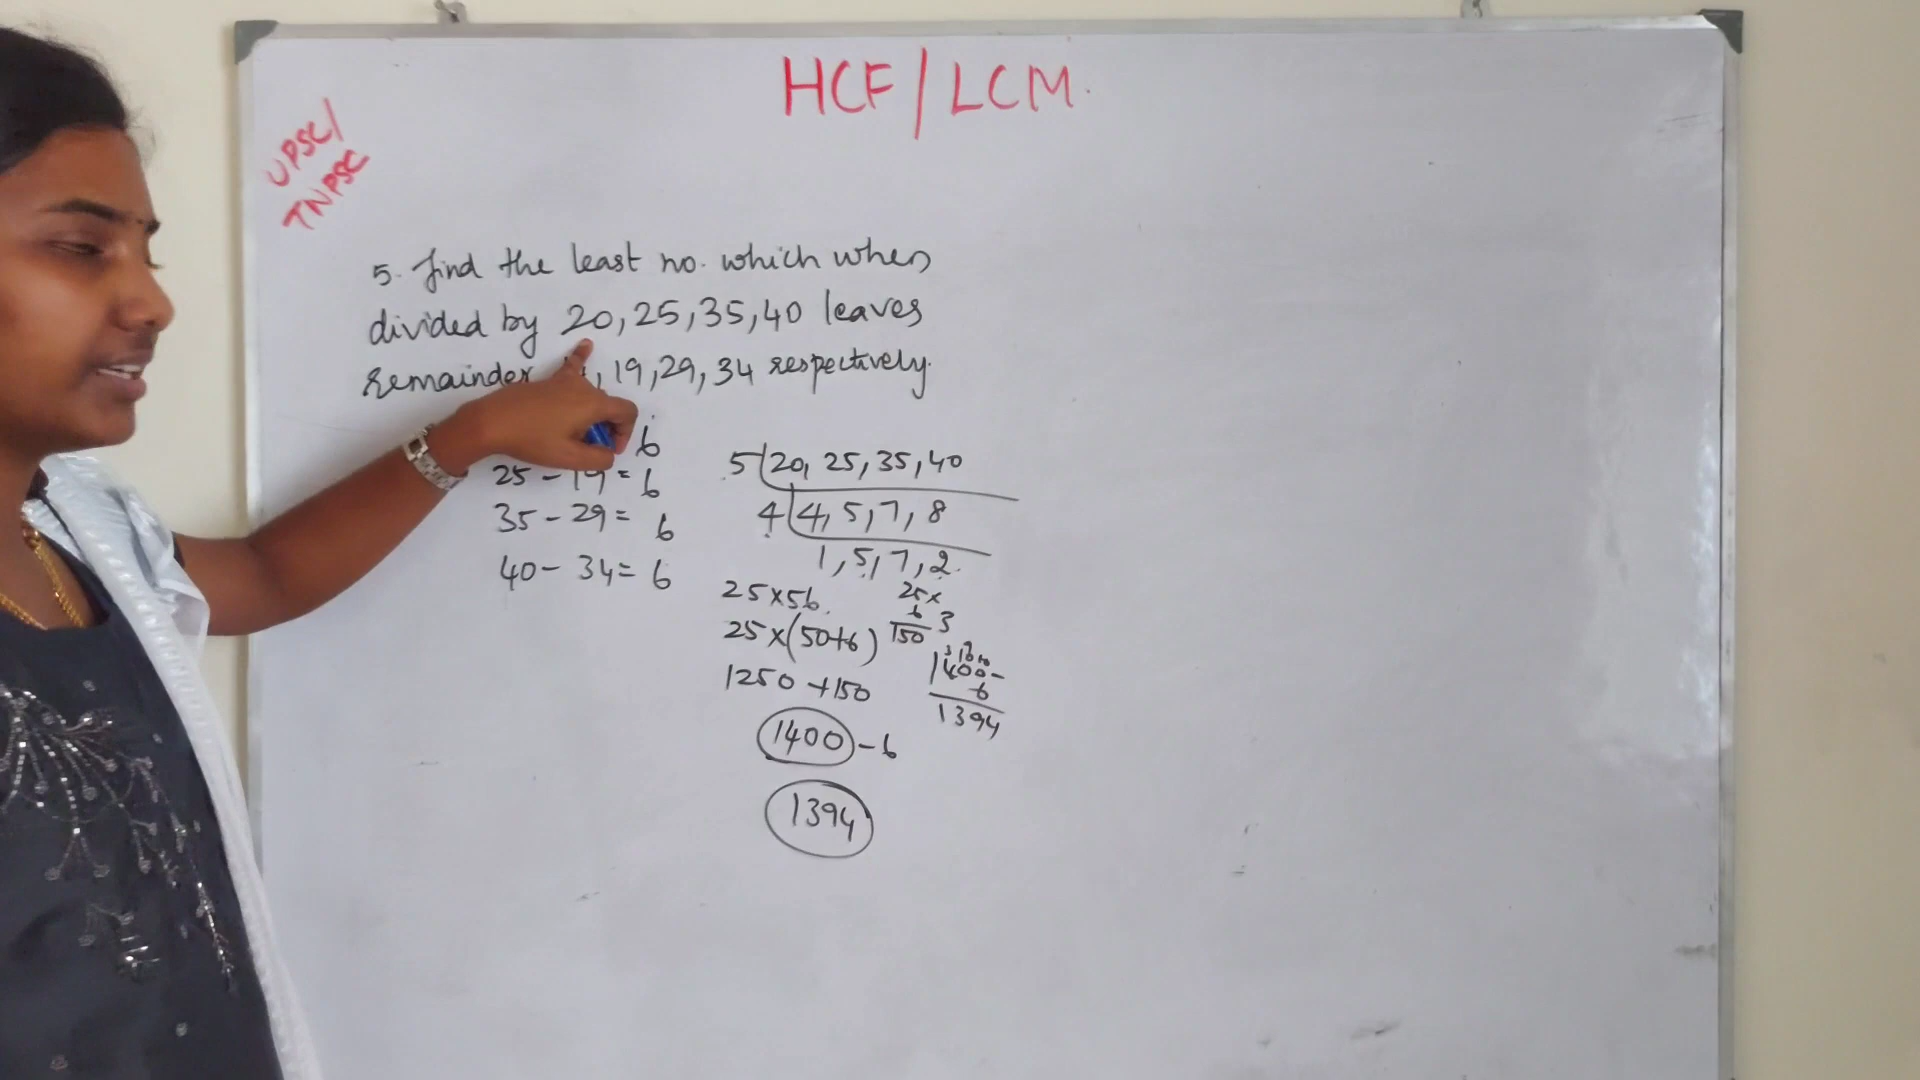 HCF/LCM.
UPSC/
TNPSC
5. Find the least no. which when
divided by 20, 25, 35, 40 leaves
remainder , 19, 29, 34 respectively.
6
25 - 19 = 6
35 - 29 = 6
40 - 34 = 6
5 20, 25, 35, 40
4 4, 5, 7, 8
1, 5, 7, 2.
25 x 56.
25 x (50+6)
1250 + 150
1400 - 6
1394
25 x
6
150 3
1400 -
6
1394